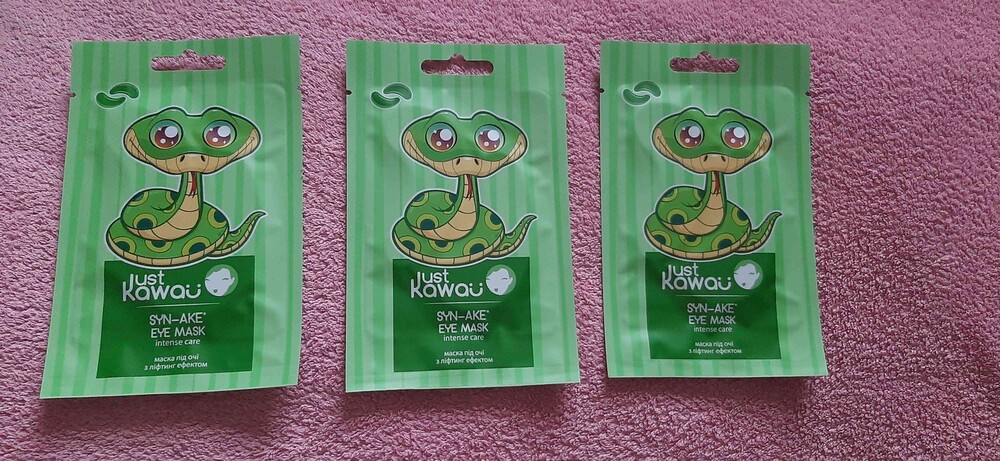 Just
Kawaii
SYN-AKE®
EYE MASK
intense care
маска під очі
з ліфтинг ефектом
Just
Kawaii
SYN-AKE®
EYE MASK
intense care
маска під очі
з ліфтинг ефектом
Just
Kawaii
SYN-AKE®
EYE MASK
intense care
маска під очі
з ліфтинг ефектом